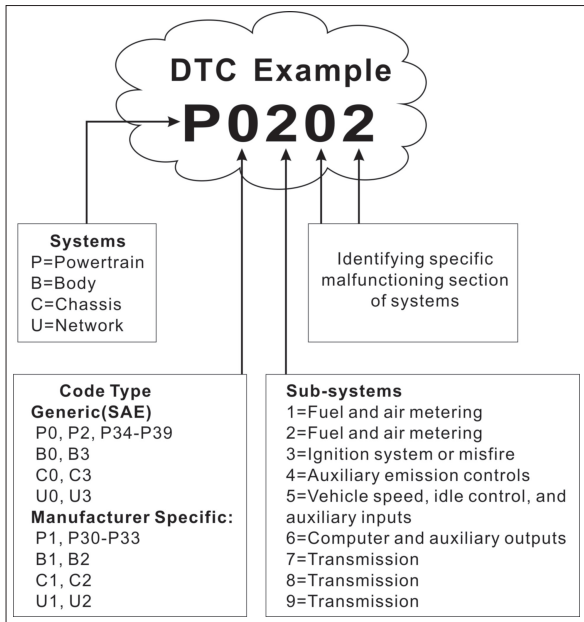 DTC Example
P0202
Systems
P=Powertrain
B=Body
C=Chassis
U=Network
Identifying specific
malfunctioning section
of systems
Code Type
Generic(SAE)
P0, P2, P34-P39
B0, B3
C0, C3
U0, U3
Manufacturer Specific:
P1, P30-P33
B1, B2
C1, C2
U1, U2
Sub-systems
1=Fuel and air metering
2=Fuel and air metering
3=Ignition system or misfire
4=Auxiliary emission controls
5=Vehicle speed, idle control, and
auxiliary inputs
6=Computer and auxiliary outputs
7=Transmission
8=Transmission
9=Transmission